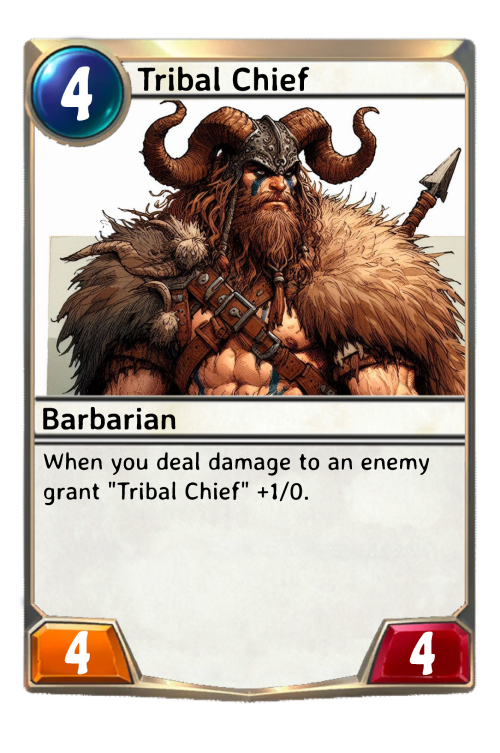 4
Tribal Chief
Barbarian
When you deal damage to an enemy
grant "Tribal Chief" +1/0.
4
4